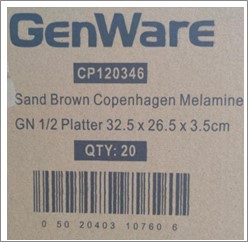 GenWare
CP120346
Sand Brown Copenhagen Melamine
GN 1/2 Platter 32.5 x 26.5 x 3.5cm
QTY: 20
0 50 20403 10760 6